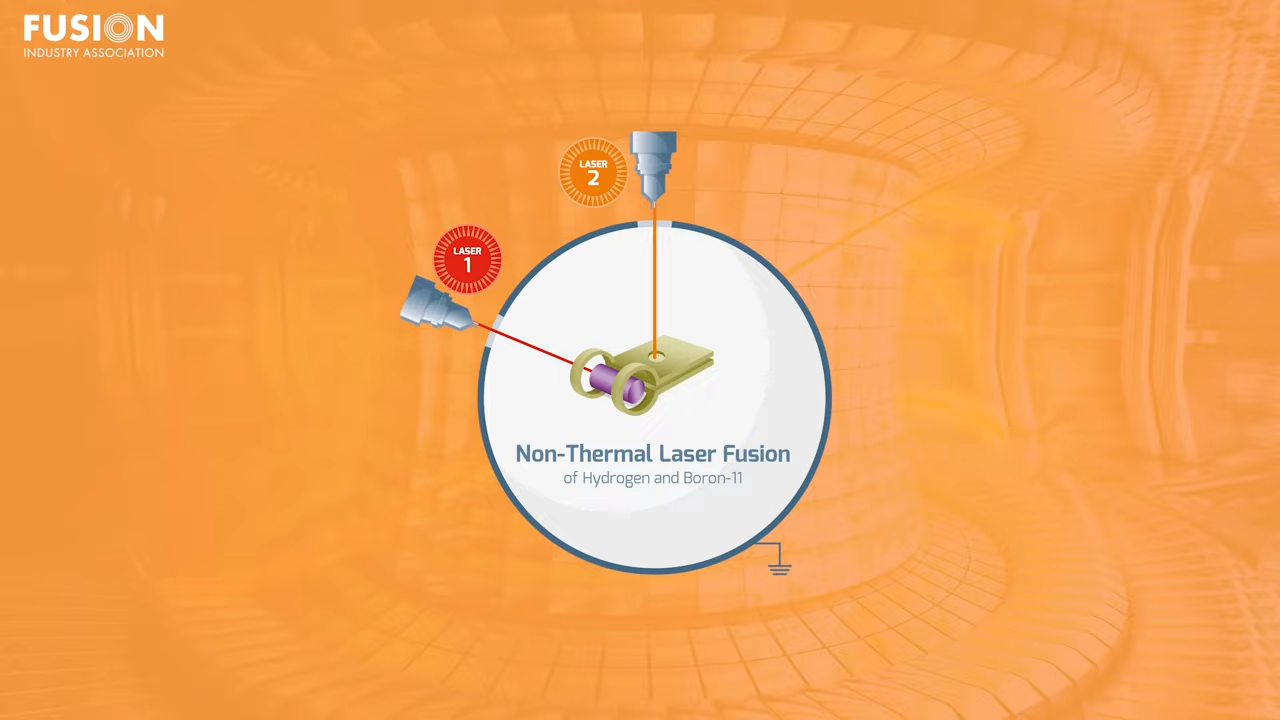 FUSION
INDUSTRY ASSOCIATION
LASER
2
LASER
1
Non-Thermal Laser Fusion
of Hydrogen and Boron-11